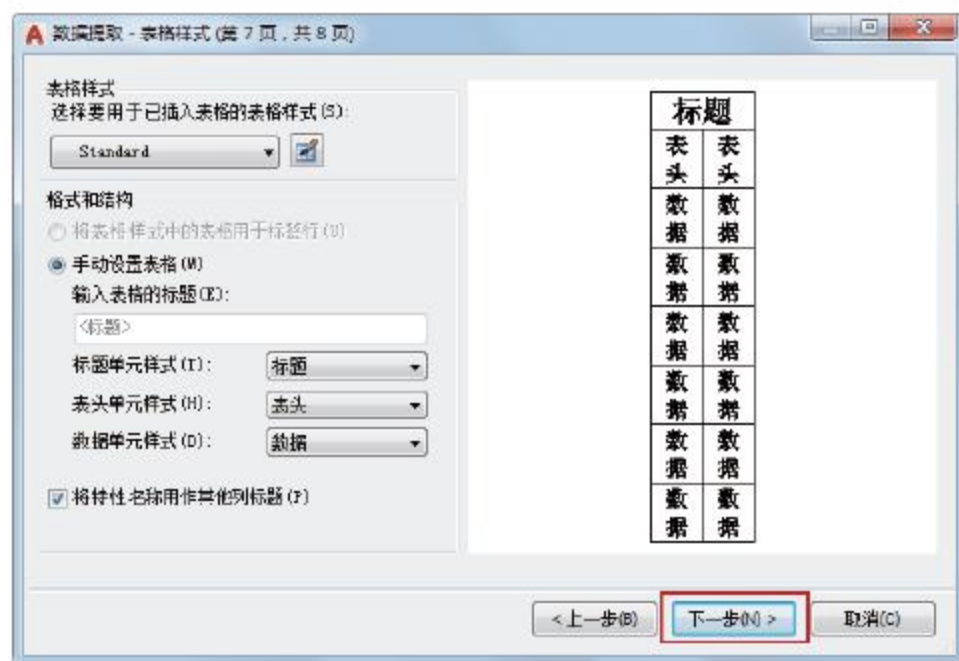 数据提取 - 表格样式 (第 7 页 , 共 8 页)
表格样式
选择要用于已插入表格的表格样式(S):
Standard
格式和结构
将表格样式中的表格用于标签行(U)
手动设置表格(M)
输入表格的标题(E):
<标题>
标题单元样式(T):
标题
表头单元样式(H):
表头
数据单元样式(D):
数据
将特性名称用作其他列标题(P)
标题
表头 表头
数据 数据
数据 数据
数据 数据
数据 数据
数据 数据
数据 数据
<上一步(B)
下一步(N) >
取消(C)